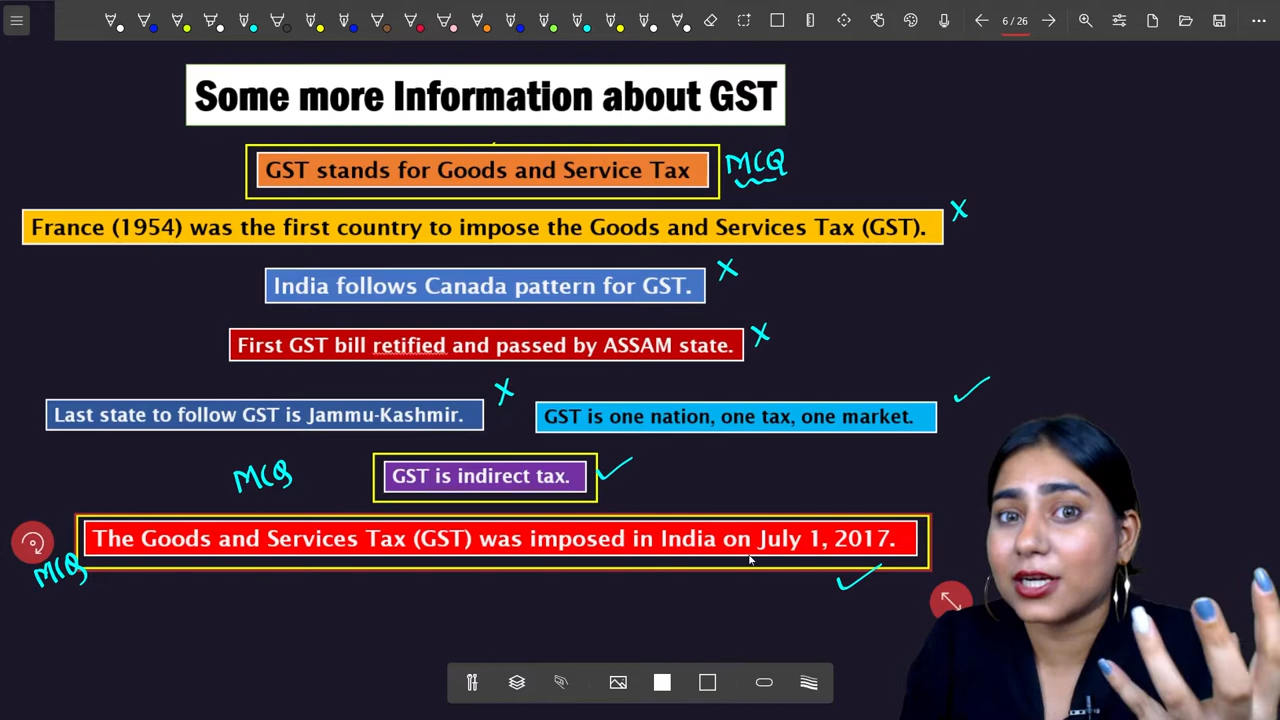 6 / 26
Some more Information about GST
GST stands for Goods and Service Tax MCQ
France (1954) was the first country to impose the Goods and Services Tax (GST). x
India follows Canada pattern for GST. x
First GST bill retified and passed by ASSAM state. x
Last state to follow GST is Jammu-Kashmir. x GST is one nation, one tax, one market. ✓
MCQ GST is indirect tax. ✓
The Goods and Services Tax (GST) was imposed in India on July 1, 2017.
MCQ ✓